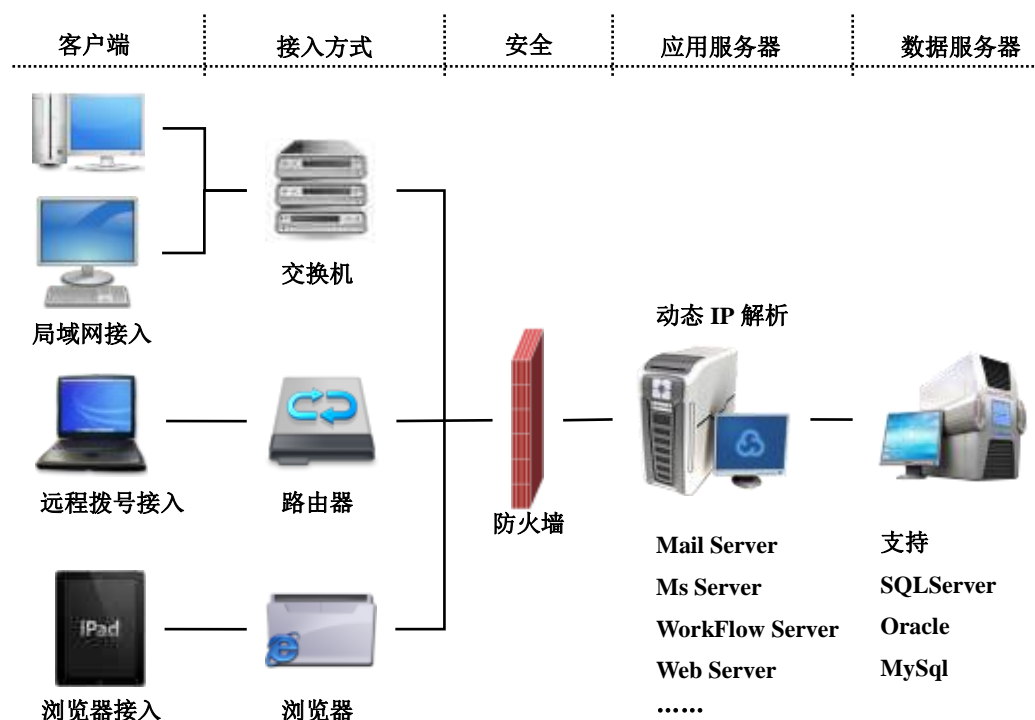 客户端
接入方式
安全
应用服务器
数据服务器
交换机
局域网接入
动态 IP 解析
远程拨号接入
路由器
防火墙
iPad
浏览器接入
浏览器
Mail Server
Ms Server
WorkFlow Server
Web Server
……
支持
SQLServer
Oracle
MySql